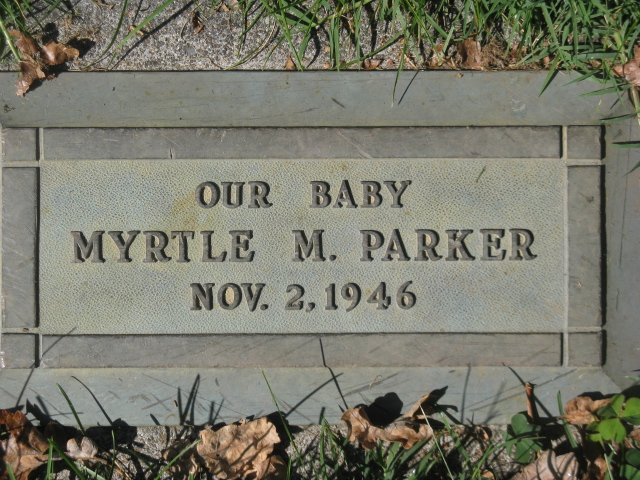 OUR BABY
MYRTLE M. PARKER
NOV. 2, 1946